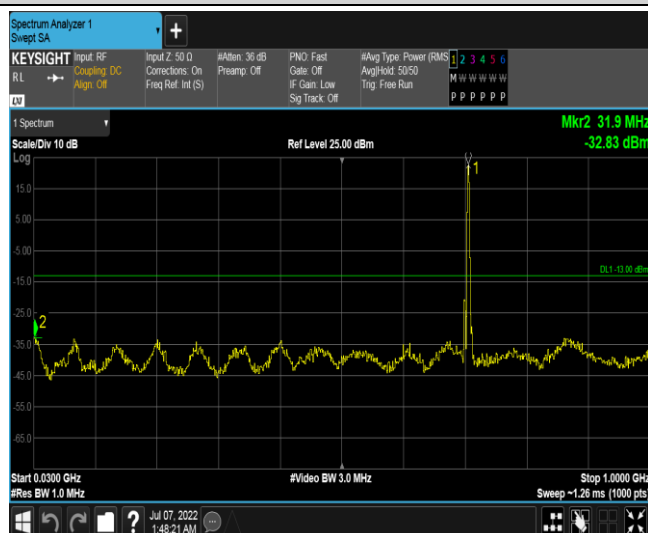 Spectrum Analyzer 1
Swept SA
+
KEYSIGHT
RL
LXI
Input: RF
Coupling: DC
Align: Off
Input Z: 50 Ω
Corrections: On
Freq Ref: Int (S)
#Atten: 36 dB
Preamp: Off
PNO: Fast
Gate: Off
IF Gain: Low
Sig Track: Off
#Avg Type: Power (RMS
Avg|Hold: 50/50
Trig: Free Run
1 2 3 4 5 6
M W W W W W
P P P P P P
1 Spectrum
Scale/Div 10 dB
Ref Level 25.00 dBm
Mkr2 31.9 MHz
-32.83 dBm
Log
1
15.0
5.00
-5.00
DL1 -13.00 dBm
-15.0
-25.0
2
-35.0
-45.0
-55.0
-65.0
Start 0.0300 GHz
#Video BW 3.0 MHz
Stop 1.0000 GHz
#Res BW 1.0 MHz
Sweep ~1.26 ms (1000 pts)
?
Jul 07, 2022
1:48:21 AM